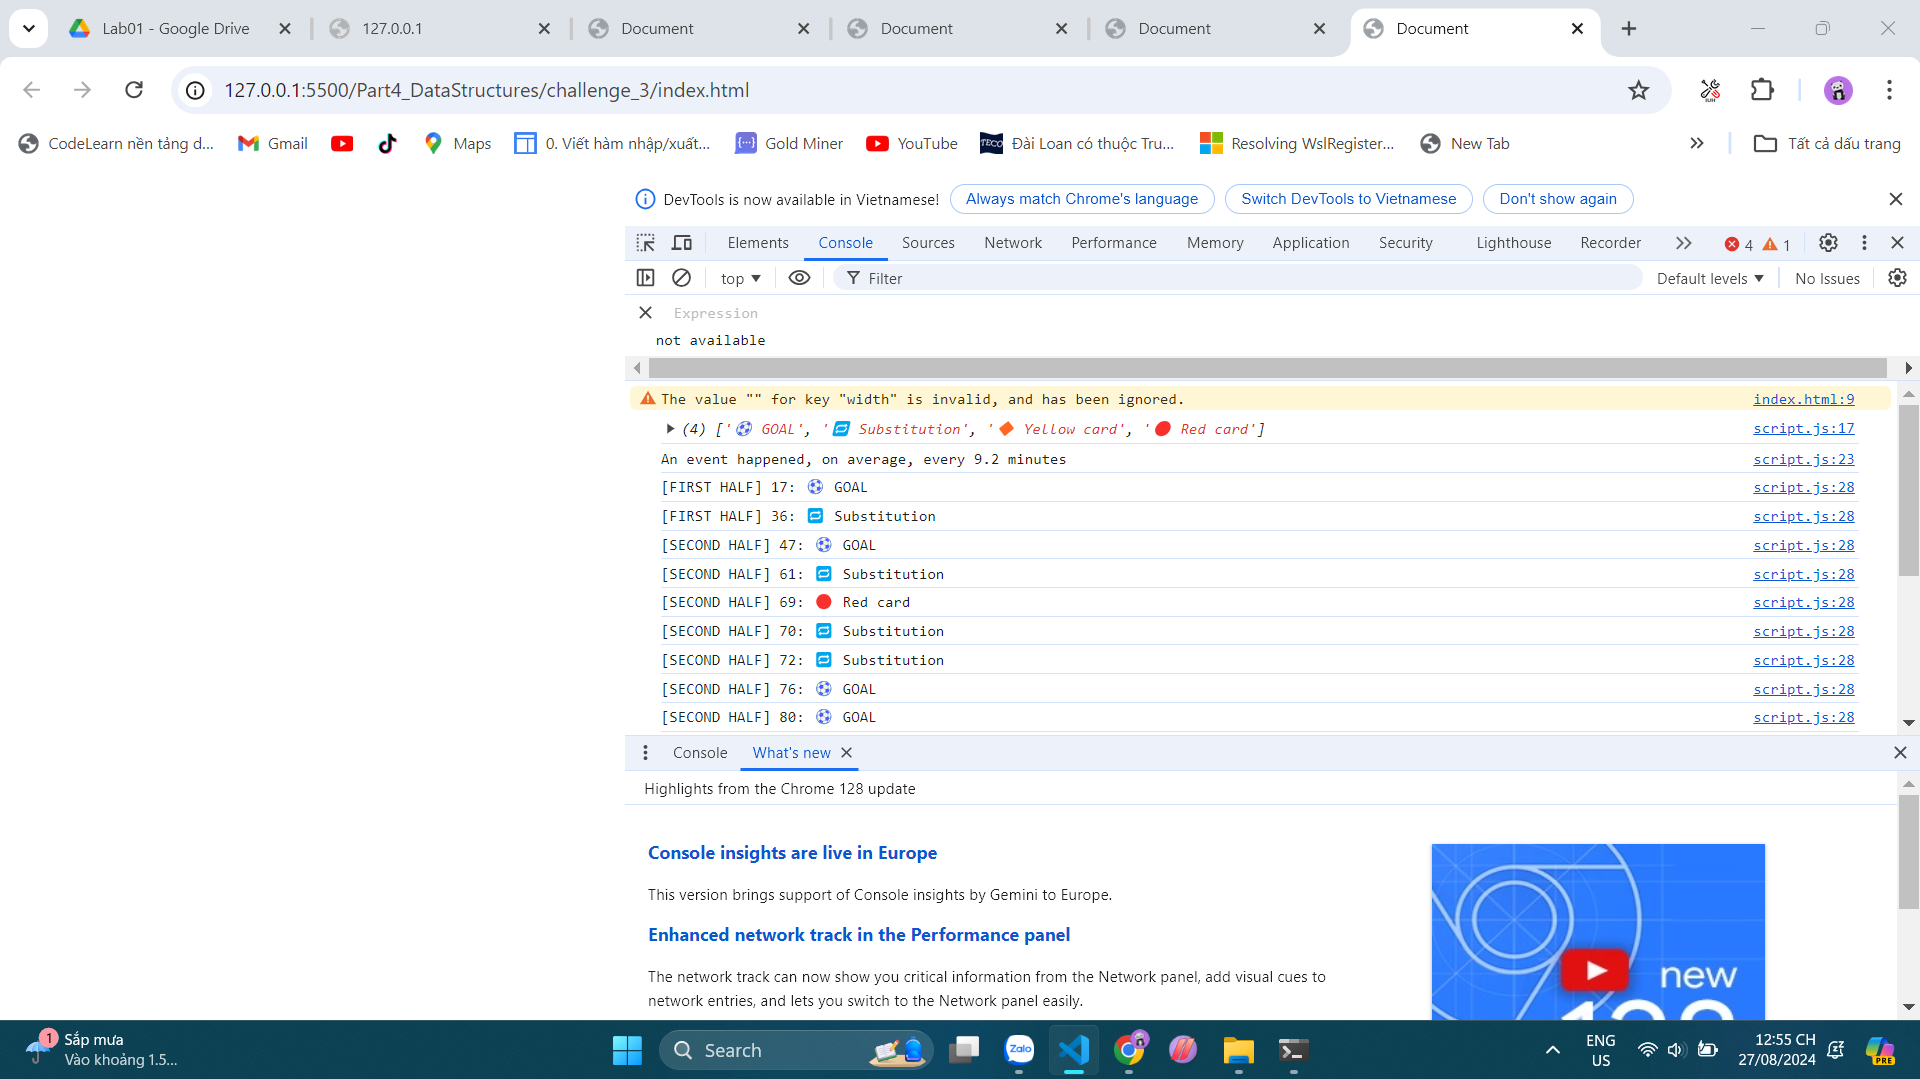 Lab01 - Google Drive
127.0.0.1
Document
Document
Document
Document
127.0.0.1:5500/Part4_DataStructures/challenge_3/index.html
CodeLearn nền tảng d...
Gmail
Maps
0. Viết hàm nhập/xuất...
Gold Miner
YouTube
TECO
Đài Loan có thuộc Tru...
Resolving WslRegister...
New Tab
Tất cả dấu trang
DevTools is now available in Vietnamese!
Always match Chrome's language
Switch DevTools to Vietnamese
Don't show again
Elements
Console
Sources
Network
Performance
Memory
Application
Security
Lighthouse
Recorder
4
1
top
Filter
Default levels
No Issues
Expression
not available
The value "" for key "width" is invalid, and has been ignored. index.html:9
(4) ['⚽ GOAL', '🔁 Substitution', '🔶 Yellow card', '🔴 Red card'] script.js:17
An event happened, on average, every 9.2 minutes script.js:23
[FIRST HALF] 17: ⚽ GOAL script.js:28
[FIRST HALF] 36: 🔁 Substitution script.js:28
[SECOND HALF] 47: ⚽ GOAL script.js:28
[SECOND HALF] 61: 🔁 Substitution script.js:28
[SECOND HALF] 69: 🔴 Red card script.js:28
[SECOND HALF] 70: 🔁 Substitution script.js:28
[SECOND HALF] 72: 🔁 Substitution script.js:28
[SECOND HALF] 76: ⚽ GOAL script.js:28
[SECOND HALF] 80: ⚽ GOAL script.js:28
Console
What's new
Highlights from the Chrome 128 update
Console insights are live in Europe
This version brings support of Console insights by Gemini to Europe.
Enhanced network track in the Performance panel
The network track can now show you critical information from the Network panel, add visual cues to
network entries, and lets you switch to the Network panel easily.
new
128
1
Sắp mưa
Vào khoảng 1.5...
Search
Zalo
ENG
US
12:55 CH
27/08/2024
PRE